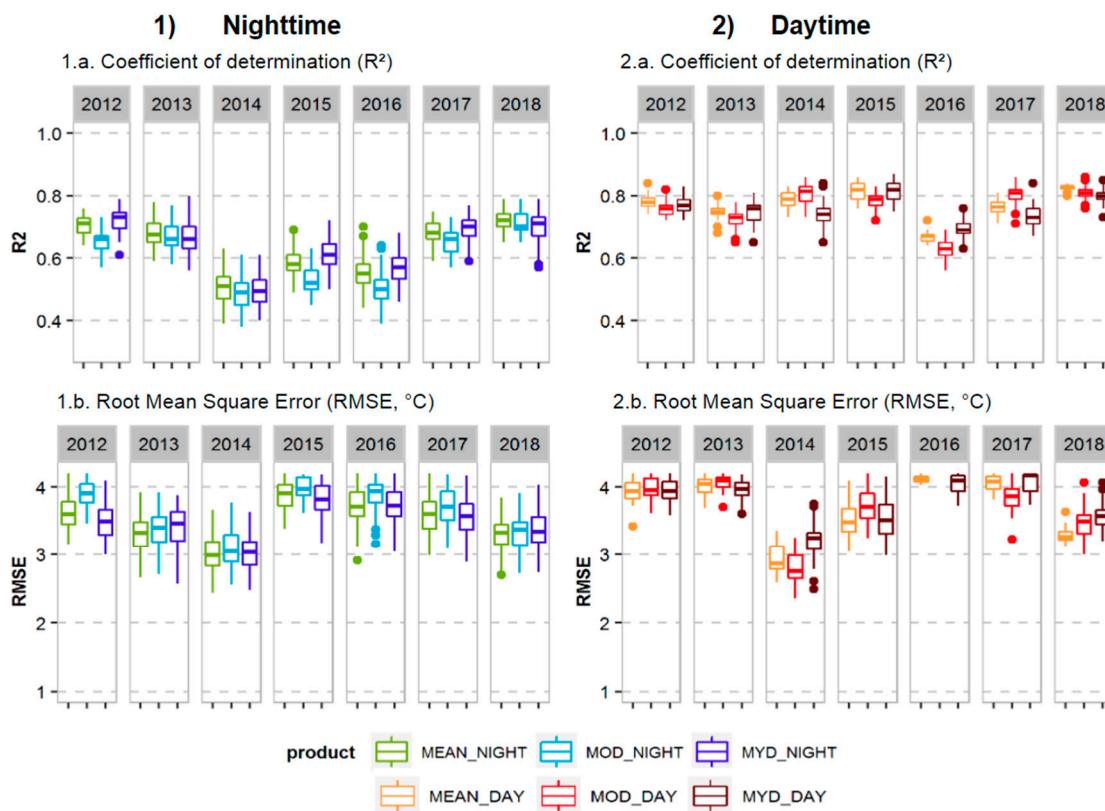 1) Nighttime
1.a. Coefficient of determination (R²)
2012 2013 2014 2015 2016 2017 2018
1.0
0.8
0.6
0.4
R2
1.b. Root Mean Square Error (RMSE, °C)
2012 2013 2014 2015 2016 2017 2018
4
3
2
1
RMSE
2) Daytime
2.a. Coefficient of determination (R²)
2012 2013 2014 2015 2016 2017 2018
1.0
0.8
0.6
0.4
R2
2.b. Root Mean Square Error (RMSE, °C)
2012 2013 2014 2015 2016 2017 2018
4
3
2
1
RMSE
product MEAN_NIGHT MOD_NIGHT MYD_NIGHT
MEAN_DAY MOD_DAY MYD_DAY